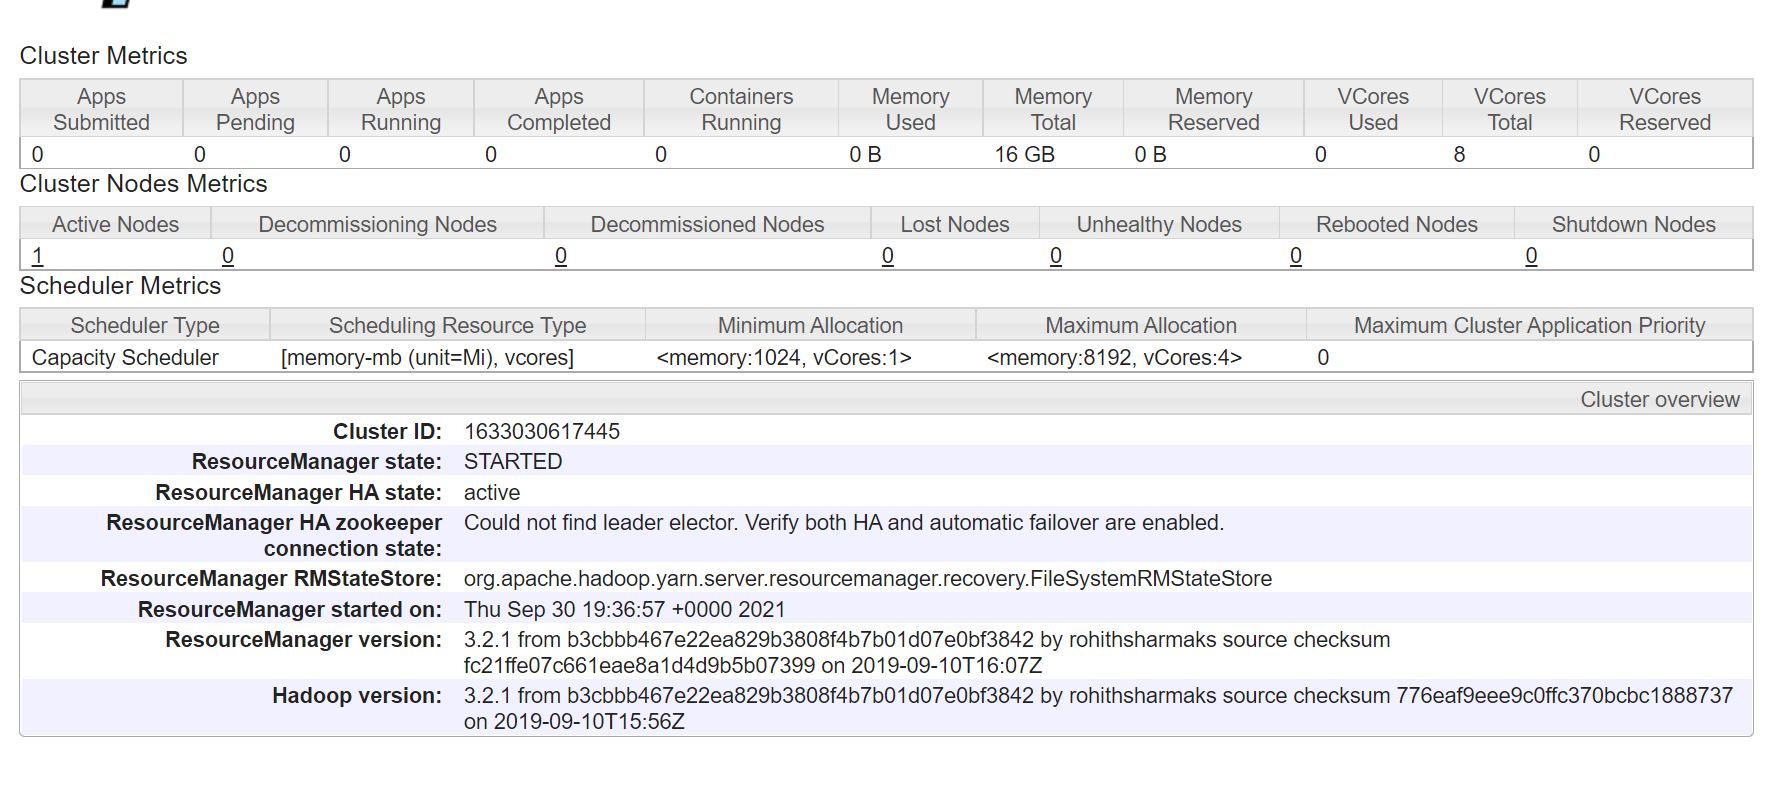 Cluster Metrics
Apps Submitted Apps Pending Apps Running Apps Completed Containers Running Memory Used Memory Total Memory Reserved VCores Used VCores Total VCores Reserved
0 0 0 0 0 0 B 16 GB 0 B 0 8 0
Cluster Nodes Metrics
Active Nodes Decommissioning Nodes Decommissioned Nodes Lost Nodes Unhealthy Nodes Rebooted Nodes Shutdown Nodes
1 0 0 0 0 0 0
Scheduler Metrics
Scheduler Type Scheduling Resource Type Minimum Allocation Maximum Allocation Maximum Cluster Application Priority
Capacity Scheduler [memory-mb (unit=Mi), vcores] <memory:1024, vCores:1> <memory:8192, vCores:4> 0
Cluster overview
Cluster ID: 1633030617445
ResourceManager state: STARTED
ResourceManager HA state: active
ResourceManager HA zookeeper connection state: Could not find leader elector. Verify both HA and automatic failover are enabled.
ResourceManager RMStateStore: org.apache.hadoop.yarn.server.resourcemanager.recovery.FileSystemRMStateStore
ResourceManager started on: Thu Sep 30 19:36:57 +0000 2021
ResourceManager version: 3.2.1 from b3cbbb467e22ea829b3808f4b7b01d07e0bf3842 by rohithsharmaks source checksum
fc21ffe07c661eae8a1d4d9b5b07399 on 2019-09-10T16:07Z
Hadoop version: 3.2.1 from b3cbbb467e22ea829b3808f4b7b01d07e0bf3842 by rohithsharmaks source checksum 776eaf9eee9c0ffc370bcbc1888737
on 2019-09-10T15:56Z